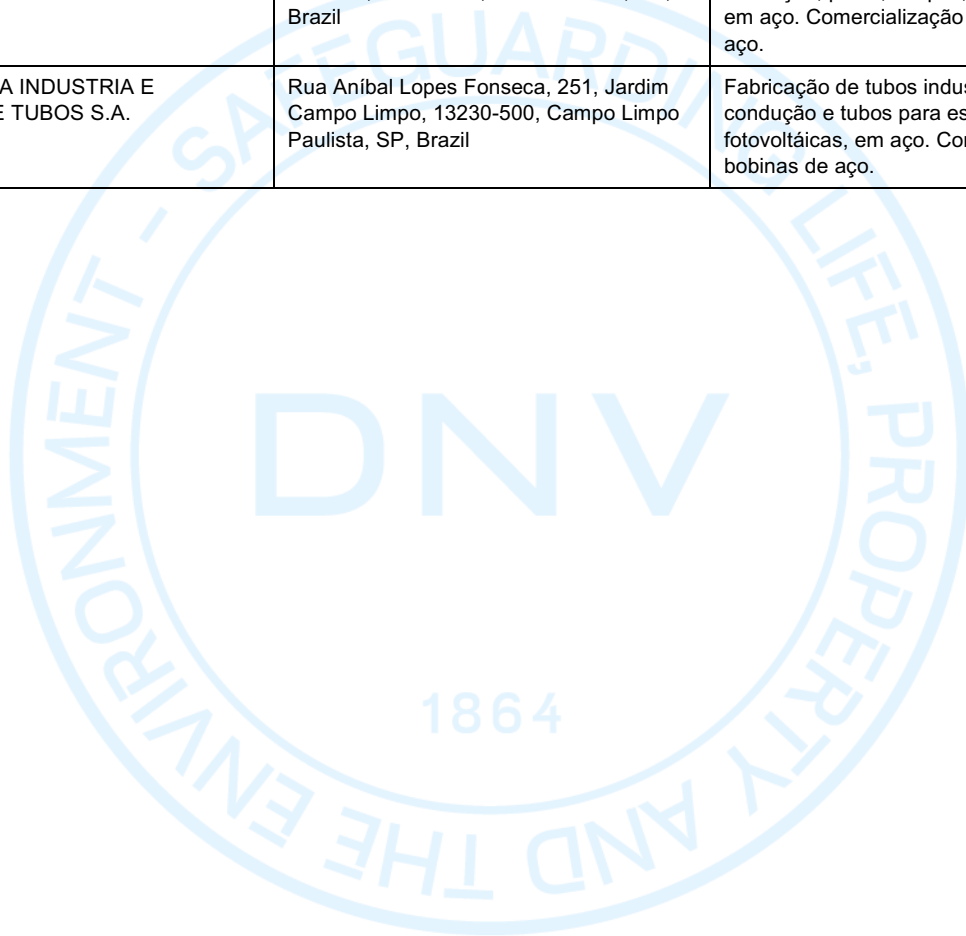 Brazil
em aço. Comercialização
aço.
A INDUSTRIA E
E TUBOS S.A.
Rua Aníbal Lopes Fonseca, 251, Jardim
Campo Limpo, 13230-500, Campo Limpo
Paulista, SP, Brazil
Fabricação de tubos indus
condução e tubos para es
fotovoltáicas, em aço. Co
bobinas de aço.
SAFEGUARDING LIFE, PROPERTY AND THE ENVIRONMENT -
DNV
1864